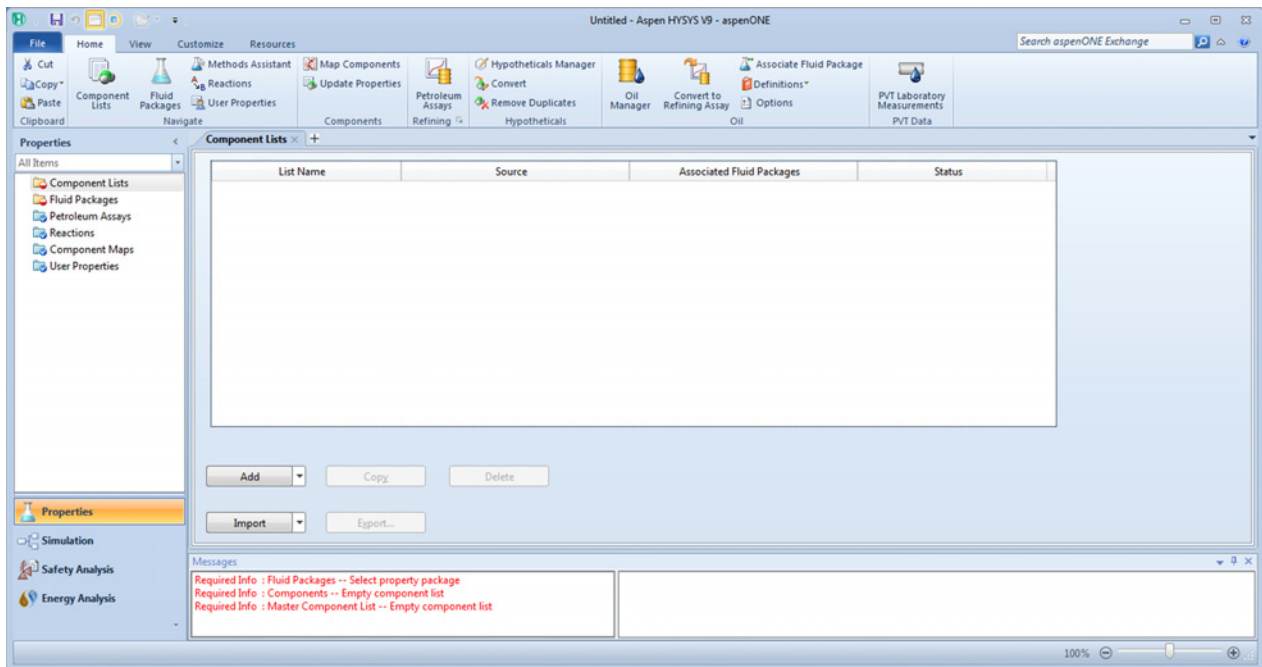 Untitled - Aspen HYSYS V9 - aspenONE
File Home View Customize Resources
Search aspenONE Exchange
Cut
Copy
Paste
Clipboard
Component Lists
Fluid Packages
Methods Assistant
Reactions
User Properties
Navigate
Map Components
Update Properties
Components
Petroleum Assays
Refining
Hypotheticals Manager
Convert
Remove Duplicates
Hypotheticals
Oil Manager
Convert to Refining Assay
Associate Fluid Package
Definitions
Options
Oil
PVT Laboratory Measurements
PVT Data
Properties
All Items
Component Lists
Fluid Packages
Petroleum Assays
Reactions
Component Maps
User Properties
Properties
Simulation
Safety Analysis
Energy Analysis
Component Lists
List Name Source Associated Fluid Packages Status
Add Copy Delete
Import Export...
Messages
Required Info : Fluid Packages -- Select property package
Required Info : Components -- Empty component list
Required Info : Master Component List -- Empty component list
100%